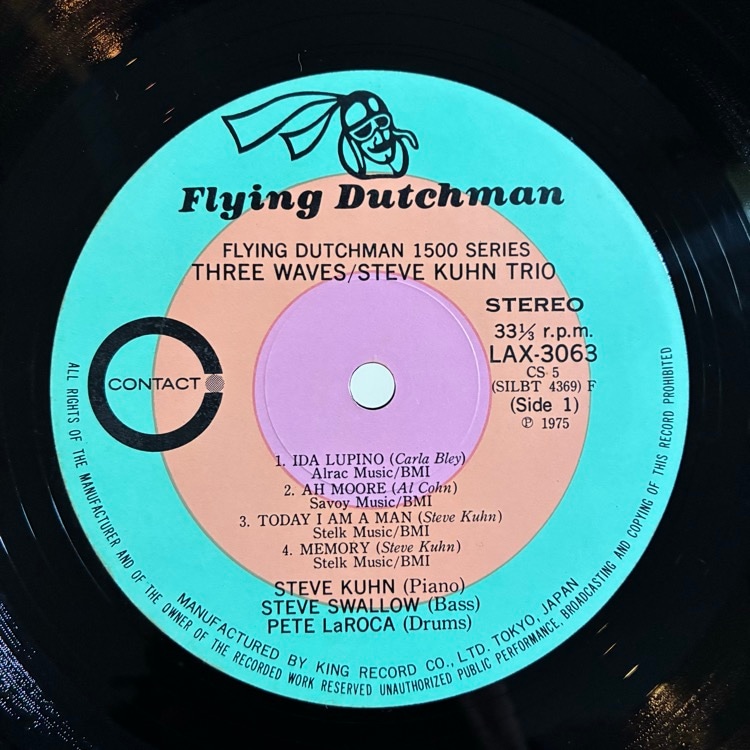 Flying Dutchman
FLYING DUTCHMAN 1500 SERIES
THREE WAVES/STEVE KUHN TRIO
STEREO
33⅓ r.p.m.
LAX-3063
CS 5
(SILBT 4369) F
(Side 1)
℗ 1975
CONTACT
1. IDA LUPINO (Carla Bley)
Alrac Music/BMI
2. AH MOORE (Al Cohn)
Savoy Music/BMI
3. TODAY I AM A MAN (Steve Kuhn)
Stelk Music/BMI
4. MEMORY (Steve Kuhn)
Stelk Music/BMI
STEVE KUHN (Piano)
STEVE SWALLOW (Bass)
PETE LaROCA (Drums)
MANUFACTURED BY KING RECORD CO., LTD. TOKYO, JAPAN
ALL RIGHTS OF THE MANUFACTURER AND OF THE OWNER OF THE RECORDED WORK RESERVED UNAUTHORIZED PUBLIC PERFORMANCE, BROADCASTING AND COPYING OF THIS RECORD PROHIBITED